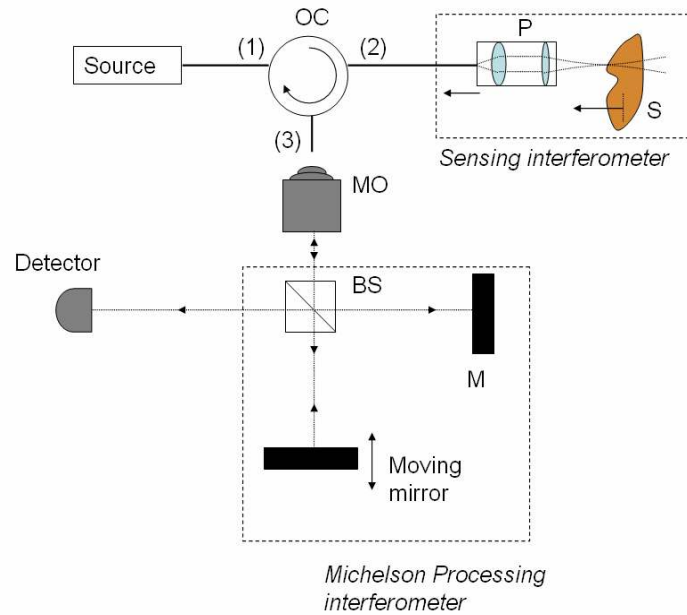 OC
P
(1)
(2)
Source
S
(3)
Sensing interferometer
MO
Detector
BS
M
Moving
mirror
Michelson Processing
interferometer